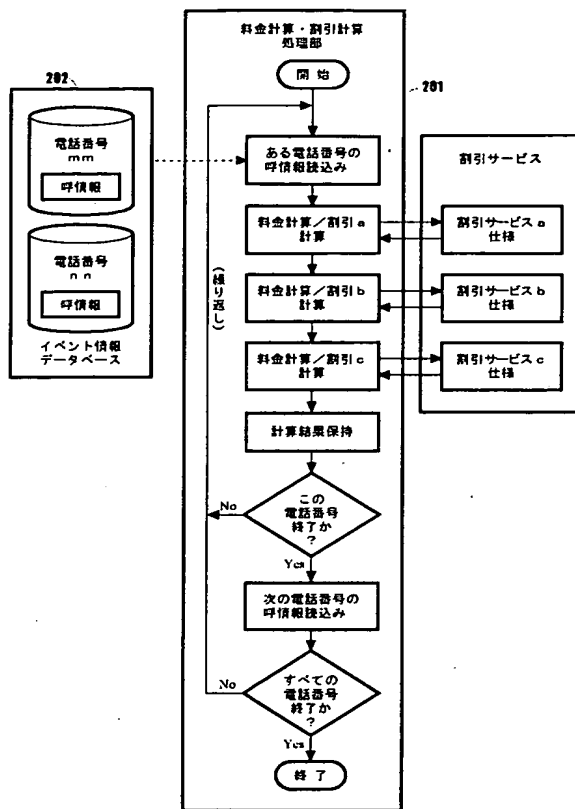 料金計算・割引計算
処理部
開始
202
201
電話番号
mm
呼情報
電話番号
nn
呼情報
イベント情報
データベース
ある電話番号の
呼情報読込み
割引サービス
料金計算／割引a
計算
割引サービスa
仕様
(繰り返し)
料金計算／割引b
計算
割引サービスb
仕様
料金計算／割引c
計算
割引サービスc
仕様
計算結果保持
No
この
電話番号
終了か
?
Yes
次の電話番号の
呼情報読込み
No
すべての
電話番号
終了か
?
Yes
終了